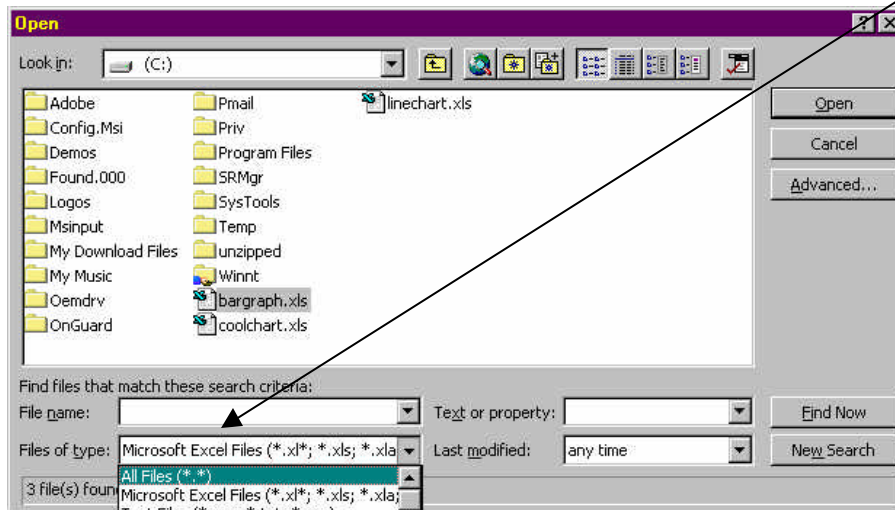 Open
Look in: (C:)
Adobe Pmail linechart.xls
Config.Msi Priv
Demos Program Files
Found.000 SRMgr
Logos SysTools
Msinput Temp
My Download Files unzipped
My Music Winnt
Oemdrv bargraph.xls
OnGuard coolchart.xls
Open
Cancel
Advanced...
Find files that match these search criteria:
File name: Text or property: Find Now
Files of type: Microsoft Excel Files (*.xl*; *.xls; *.xla Last modified: any time New Search
All Files (*.*)
3 file(s) foun Microsoft Excel Files (*.xl*; *.xls; *.xla;